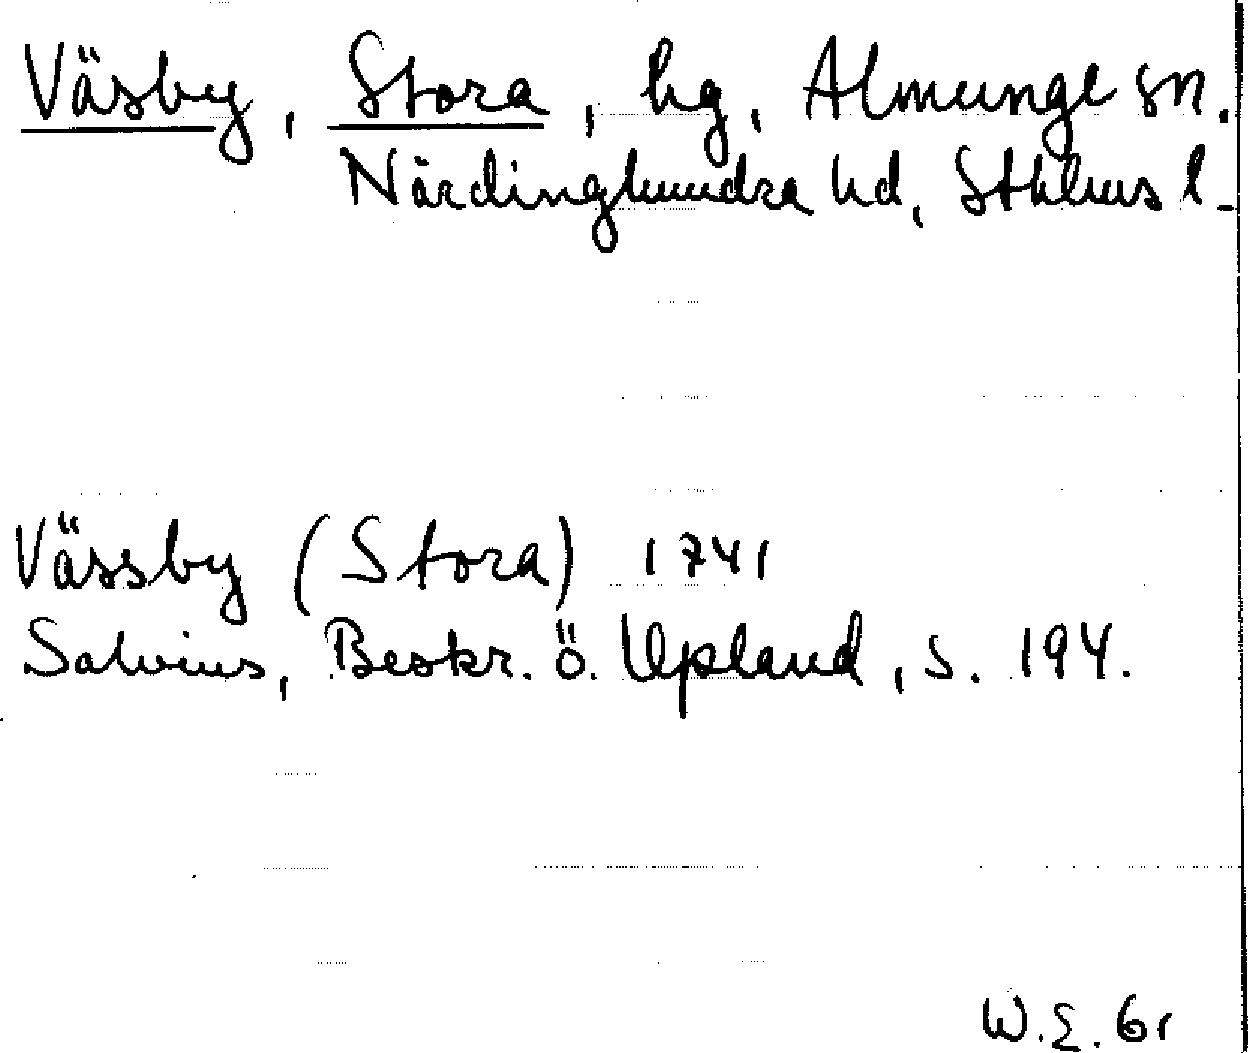 Väsby, Stora, hg, Almunge sn.
Närdinghundra hd, Sthlms l.
Vässby (Stora) 1741
Salvius, Beskr. ö. Upland, s. 194.
W.E. 61